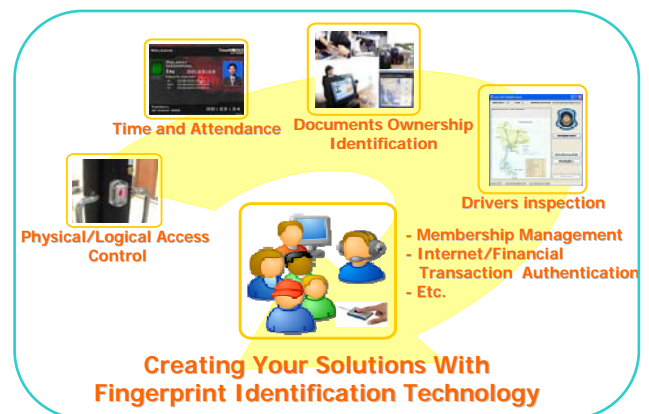 Time and Attendance
Documents Ownership
Identification
Drivers inspection
Physical/Logical Access
Control
- Membership Management
- Internet/Financial
Transaction Authentication
- Etc.
Creating Your Solutions With
Fingerprint Identification Technology